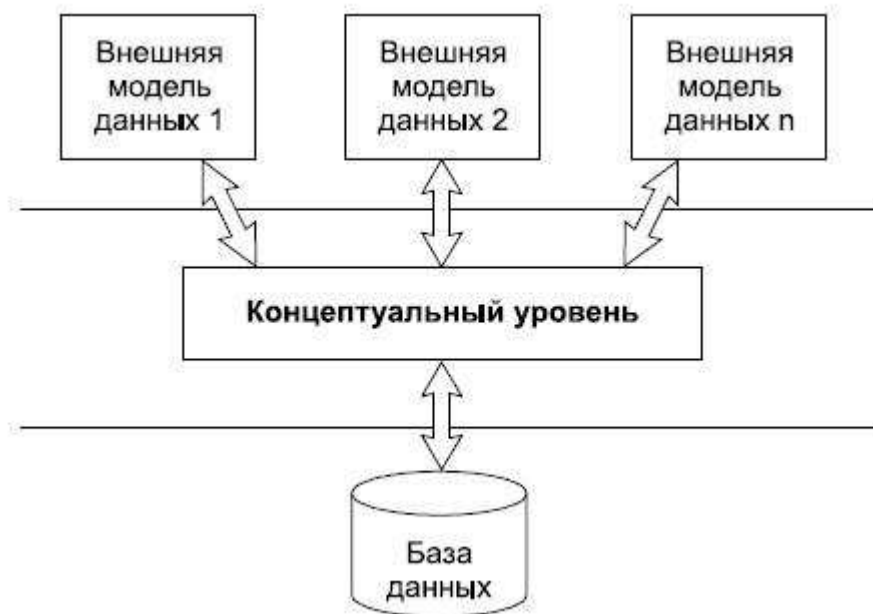 Внешняя
модель
данных 1
Внешняя
модель
данных 2
Внешняя
модель
данных n
Концептуальный уровень
База
данных